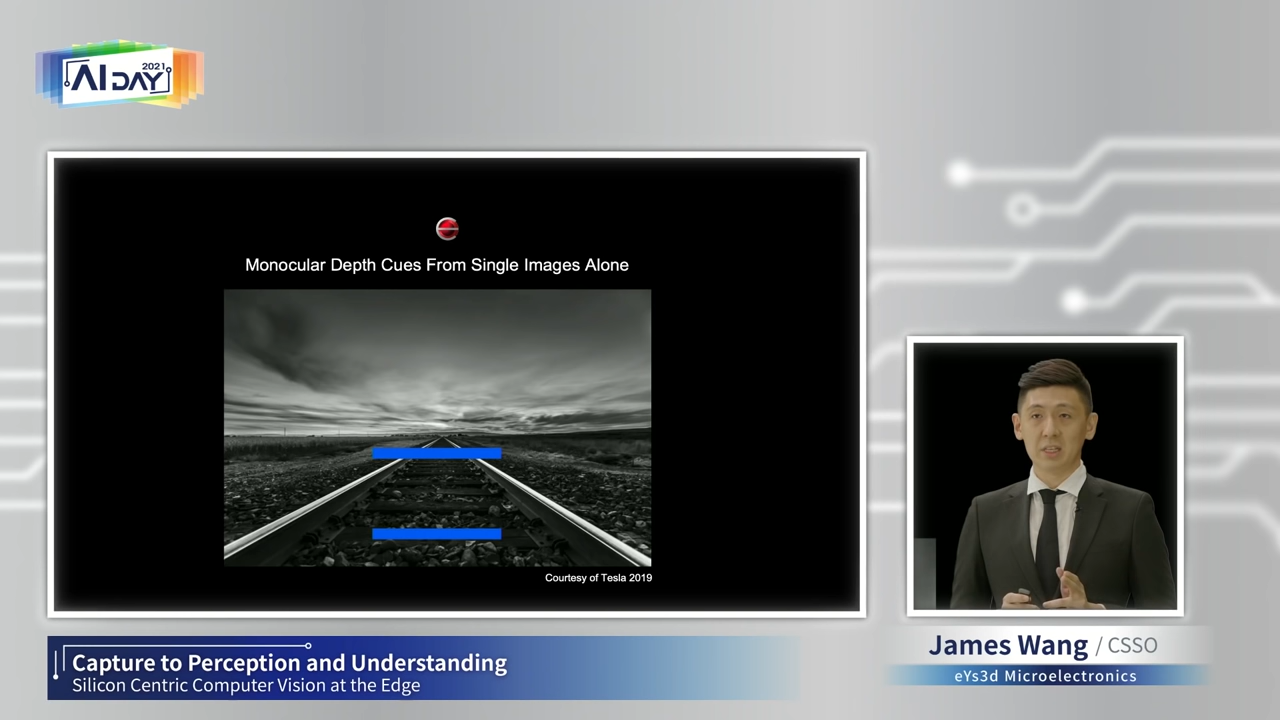 AI DAY 2021
Monocular Depth Cues From Single Images Alone
Courtesy of Tesla 2019
Capture to Perception and Understanding
Silicon Centric Computer Vision at the Edge
James Wang / CSSO
eYs3d Microelectronics